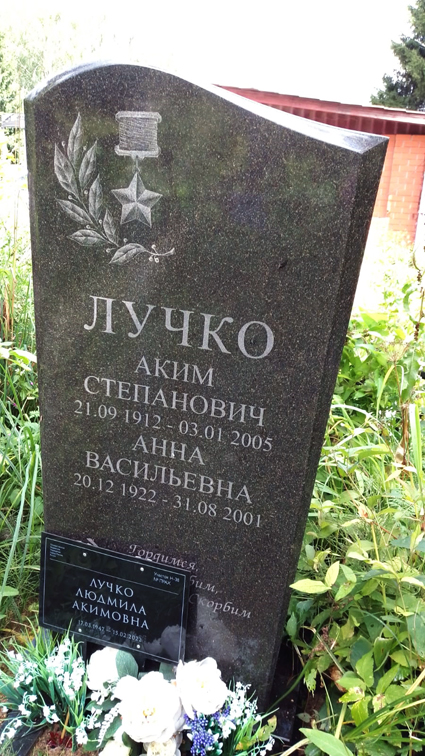 ЛУЧКО
АКИМ
СТЕПАНОВИЧ
21.09 1912 - 03.01 2005
АННА
ВАСИЛЬЕВНА
20.12 1922 - 31.08 2001
Гордимся,
Скорбим
ЛУЧКО
ЛЮДМИЛА
АКИМОВНА